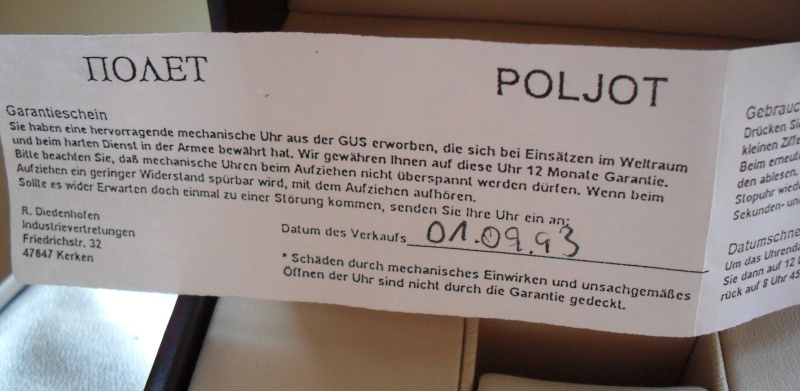 ПОЛЕТ POLJOT
Garantieschein
Sie haben eine hervorragende mechanische Uhr aus der GUS erworben, die sich bei Einsätzen im Weltraum
und beim harten Dienst in der Armee bewährt hat. Wir gewähren Ihnen auf diese Uhr 12 Monate Garantie.
Bitte beachten Sie, daß mechanische Uhren beim Aufziehen nicht überspannt werden dürfen. Wenn beim
Aufziehen ein geringer Widerstand spürbar wird, mit dem Aufziehen aufhören.
Sollte es wider Erwarten doch einmal zu einer Störung kommen, senden Sie Ihre Uhr ein an:
R. Diedenhofen
Industrievertretungen
Friedrichstr. 32
47647 Kerken
Datum des Verkaufs 01.09.93
* Schäden durch mechanisches Einwirken und unsachgemäßes
Öffnen der Uhr sind nicht durch die Garantie gedeckt.
Gebrauc
Drücken Si
kleinen Ziffe
Beim erneut
den ablesen.
Stopuhr wied
Sekunden- un
Datumschne
Um das Uhrend
Sie dann auf 12 U
rück auf 8 Uhr 45